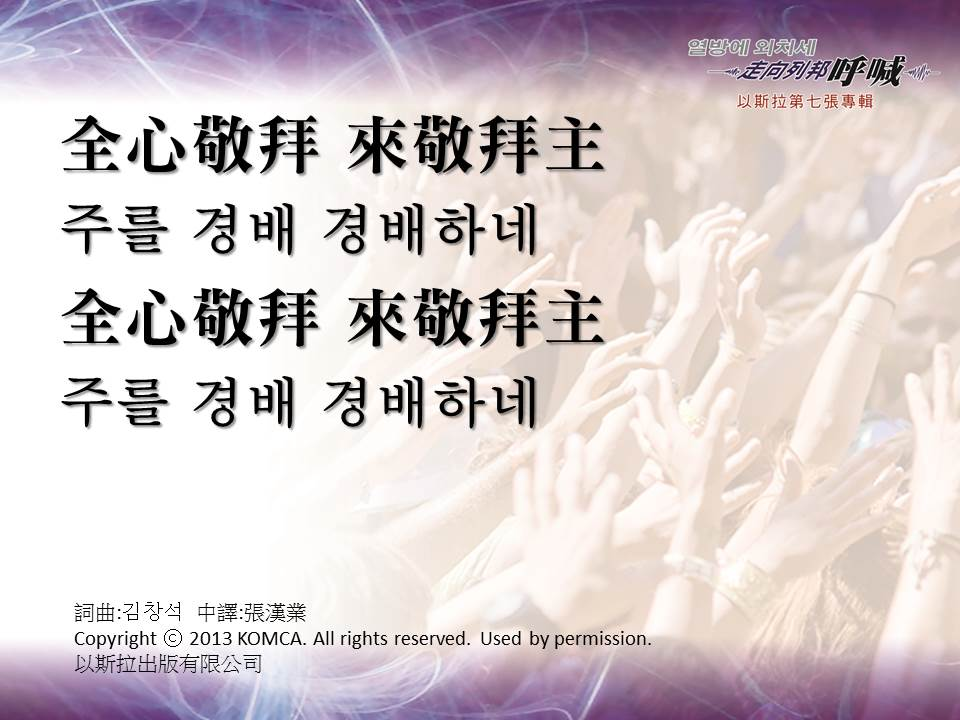 열방에 외치세
走向列邦呼喊
以斯拉第七張專輯
全心敬拜 來敬拜主
주를 경배 경배하네
全心敬拜 來敬拜主
주를 경배 경배하네
詞曲:김창석 中譯:張漢業
Copyright ⓒ 2013 KOMCA. All rights reserved. Used by permission.
以斯拉出版有限公司